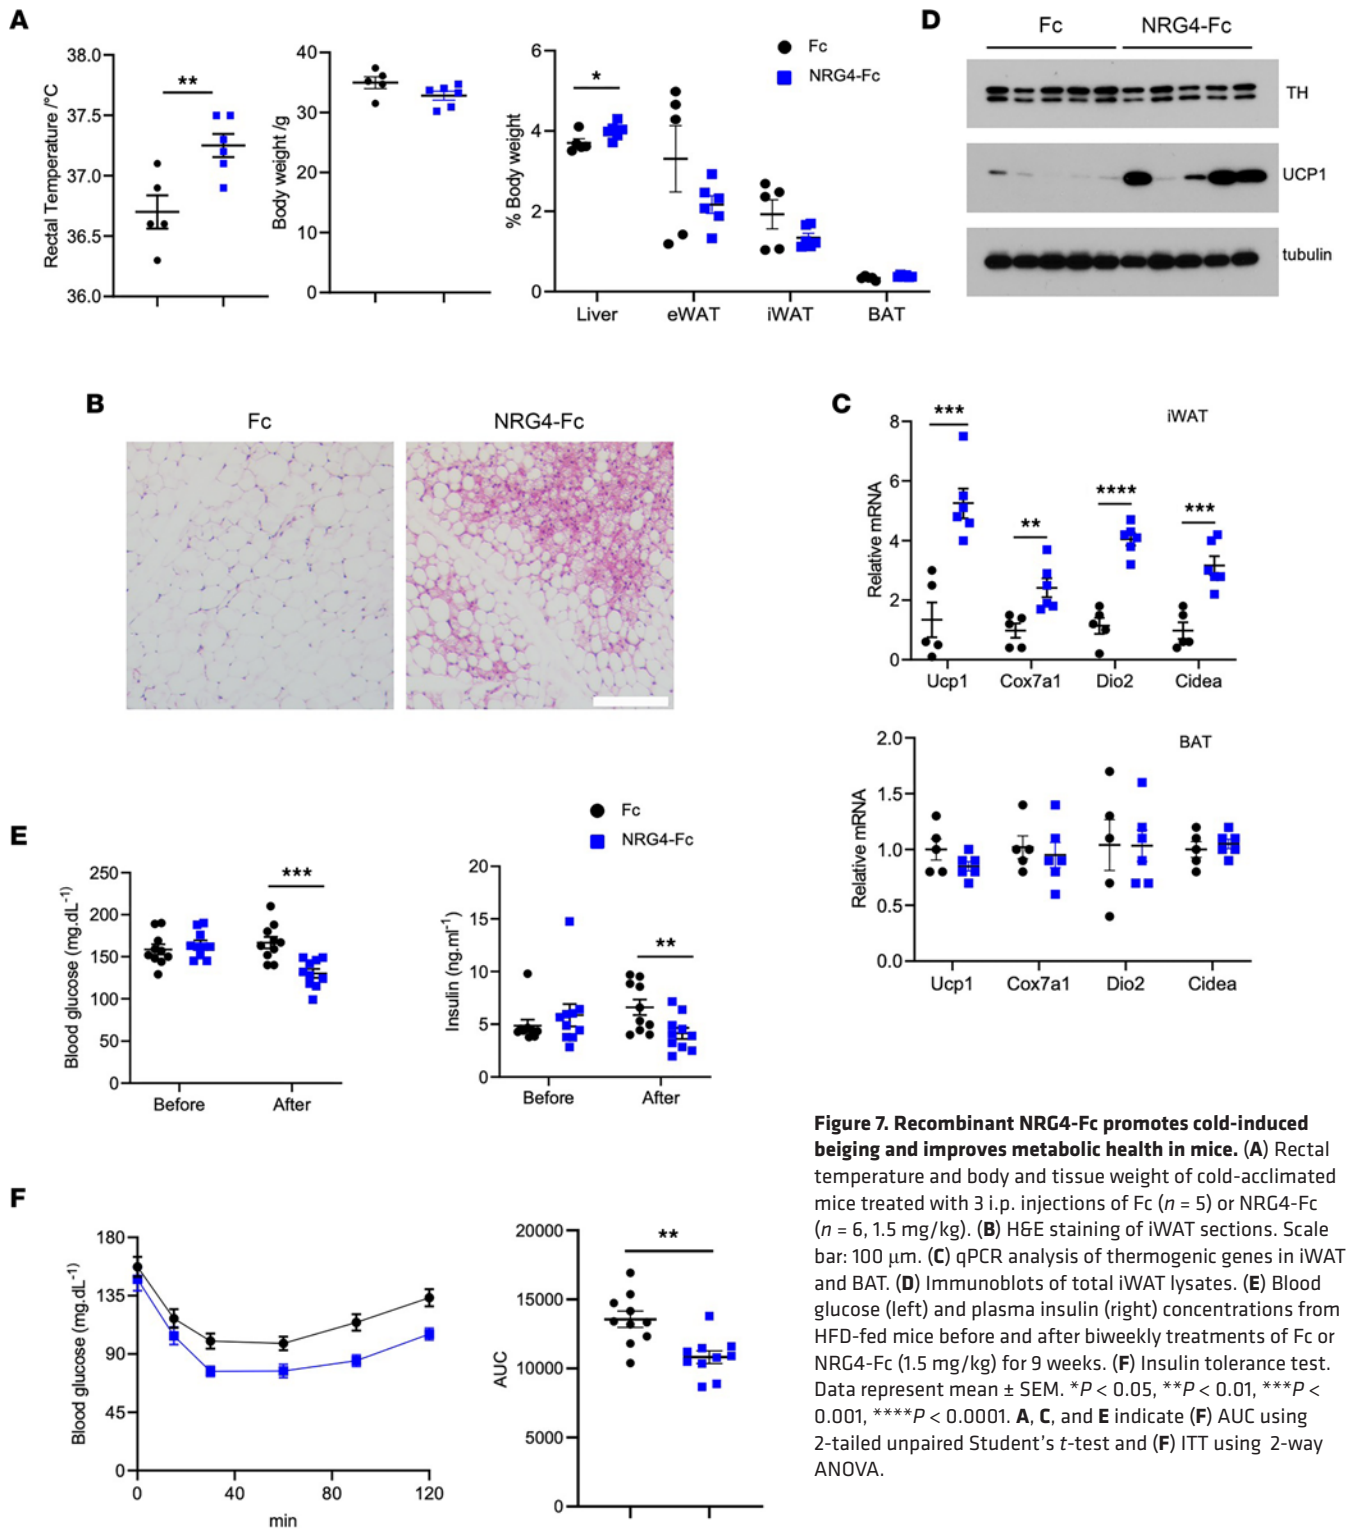 A
38.0
37.5
37.0
36.5
36.0
Rectal Temperature /°C
**
40
30
20
10
0
Body weight /g
6
4
2
0
% Body weight
*
Fc
NRG4-Fc
Liver eWAT iWAT BAT
D
Fc NRG4-Fc
TH
UCP1
tubulin
B
Fc NRG4-Fc
C
iWAT
8
6
4
2
0
Relative mRNA
*** ** **** ***
Ucp1 Cox7a1 Dio2 Cidea
BAT
2.0
1.5
1.0
0.5
0.0
Relative mRNA
Ucp1 Cox7a1 Dio2 Cidea
E
Fc
NRG4-Fc
250
200
150
100
50
0
Blood glucose (mg.dL⁻¹)
***
Before After
20
15
10
5
0
Insulin (ng.ml⁻¹)
**
Before After
F
180
135
90
45
0
Blood glucose (mg.dL⁻¹)
0 40 80 120
min
20000
15000
10000
5000
0
AUC
**
Figure 7. Recombinant NRG4-Fc promotes cold-induced
beiging and improves metabolic health in mice. (A) Rectal
temperature and body and tissue weight of cold-acclimated
mice treated with 3 i.p. injections of Fc (n = 5) or NRG4-Fc
(n = 6, 1.5 mg/kg). (B) H&E staining of iWAT sections. Scale
bar: 100 μm. (C) qPCR analysis of thermogenic genes in iWAT
and BAT. (D) Immunoblots of total iWAT lysates. (E) Blood
glucose (left) and plasma insulin (right) concentrations from
HFD-fed mice before and after biweekly treatments of Fc or
NRG4-Fc (1.5 mg/kg) for 9 weeks. (F) Insulin tolerance test.
Data represent mean ± SEM. *P < 0.05, **P < 0.01, ***P <
0.001, ****P < 0.0001. A, C, and E indicate (F) AUC using
2-tailed unpaired Student's t-test and (F) ITT using 2-way
ANOVA.